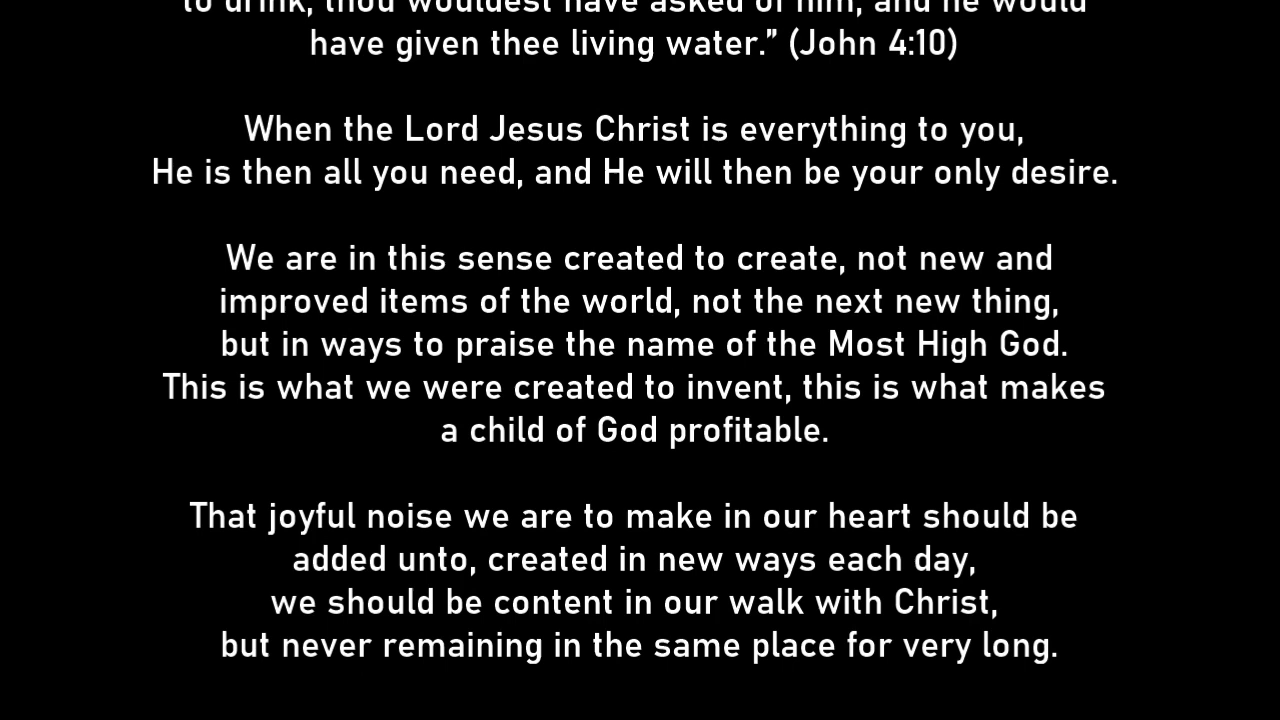 to drink, thou wouldest have asked of him, and he would
have given thee living water.” (John 4:10)
When the Lord Jesus Christ is everything to you,
He is then all you need, and He will then be your only desire.
We are in this sense created to create, not new and
improved items of the world, not the next new thing,
but in ways to praise the name of the Most High God.
This is what we were created to invent, this is what makes
a child of God profitable.
That joyful noise we are to make in our heart should be
added unto, created in new ways each day,
we should be content in our walk with Christ,
but never remaining in the same place for very long.